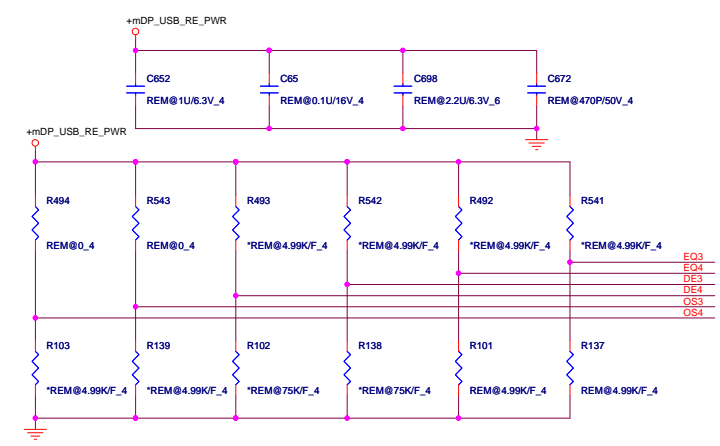 +mDP_USB_RE_PWR
C652 C65 C698 C672
REM@1U/6.3V_4 REM@0.1U/16V_4 REM@2.2U/6.3V_6 REM@470P/50V_4
+mDP_USB_RE_PWR
R494 R543 R493 R542 R492 R541
REM@0_4 REM@0_4 *REM@4.99K/F_4 *REM@4.99K/F_4 *REM@4.99K/F_4 *REM@4.99K/F_4
EQ3
EQ4
DE3
DE4
OS3
OS4
R103 R139 R102 R138 R101 R137
*REM@4.99K/F_4 *REM@4.99K/F_4 *REM@75K/F_4 *REM@75K/F_4 REM@4.99K/F_4 REM@4.99K/F_4